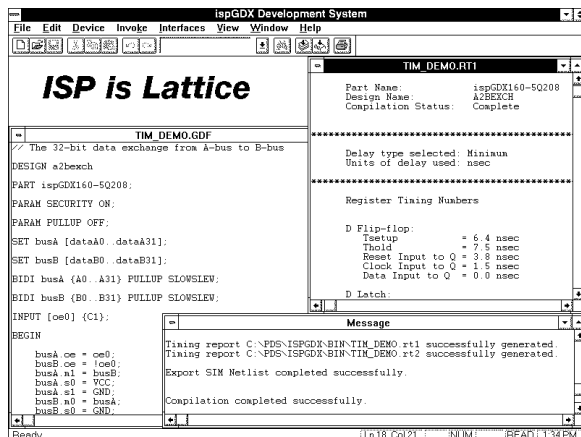 ispGDX Development System
File Edit Device Invoke Interfaces View Window Help
ISP is Lattice
TIM_DEMO.GDF
// The 32-bit data exchange from A-bus to B-bus
DESIGN a2bexch
PART ispGDX160-5Q208;
PARAM SECURITY ON;
PARAM PULLUP OFF;
SET busA [dataA0..dataA31];
SET busB [dataB0..dataB31];
BIDI busA {A0..A31} PULLUP SLOWSLEW;
BIDI busB {B0..B31} PULLUP SLOWSLEW;
INPUT [oe0] {C1};
BEGIN
busA.oe = oe0;
busB.oe = !oe0;
busA.m1 = busB;
busA.s0 = VCC;
busA.s1 = GND;
busB.m0 = busA;
busB.s0 = GND;
TIM_DEMO.RT1
Part Name: ispGDX160-5Q208
Design Name: A2BEXCH
Compilation Status: Complete
Delay type selected: Minimum
Units of delay used: nsec
Register Timing Numbers
D Flip-flop:
Tsetup = 6.4 nsec
Thold = 7.5 nsec
Reset Input to Q = 3.8 nsec
Clock Input to Q = 1.5 nsec
Data Input to Q = 0.0 nsec
D Latch:
Message
Timing report C:\PDS\ISPGDX\BIN\TIM_DEMO.rt1 successfully generated.
Timing report C:\PDS\ISPGDX\BIN\TIM_DEMO.rt2 successfully generated.
Export SIM Netlist completed successfully.
Compilation completed successfully.
Ready Ln 18 Col 21 NUM READ 1:34 PM